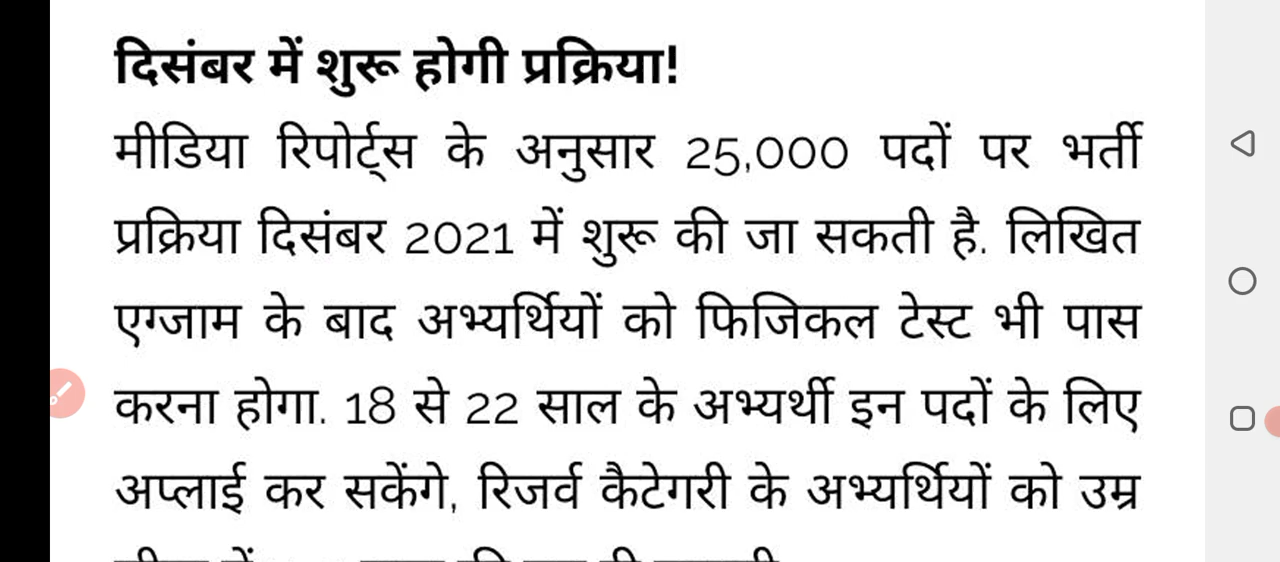 दिसंबर में शुरू होगी प्रक्रिया!
मीडिया रिपोर्ट्स के अनुसार 25,000 पदों पर भर्ती
प्रक्रिया दिसंबर 2021 में शुरू की जा सकती है. लिखित
एग्जाम के बाद अभ्यर्थियों को फिजिकल टेस्ट भी पास
करना होगा. 18 से 22 साल के अभ्यर्थी इन पदों के लिए
अप्लाई कर सकेंगे, रिजर्व कैटेगरी के अभ्यर्थियों को उम्र